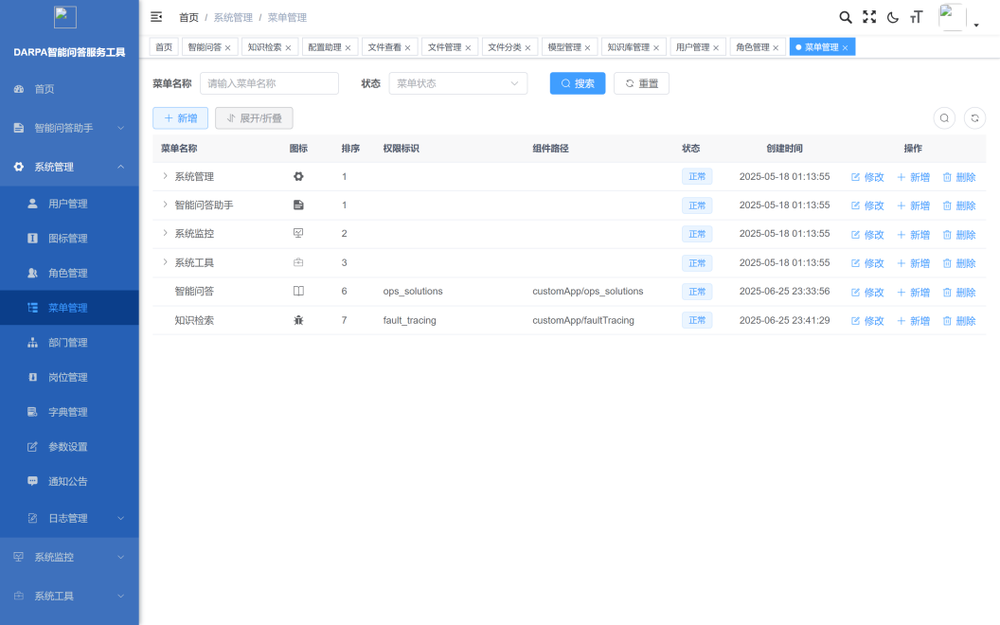 DARPA智能问答服务工具
首页
智能问答助手
系统管理
用户管理
图标管理
角色管理
菜单管理
部门管理
岗位管理
字典管理
参数设置
通知公告
日志管理
系统监控
系统工具
首页 / 系统管理 / 菜单管理
首页 智能问答 × 知识检索 × 配置助理 × 文件查看 × 文件管理 × 文件分类 × 模型管理 × 知识库管理 × 用户管理 × 角色管理 × 菜单管理 ×
菜单名称 请输入菜单名称 状态 菜单状态 搜索 重置
+ 新增 展开/折叠
菜单名称 图标 排序 权限标识 组件路径 状态 创建时间 操作
系统管理 1 正常 2025-05-18 01:13:55 修改 + 新增 删除
智能问答助手 1 正常 2025-05-18 01:13:55 修改 + 新增 删除
系统监控 2 正常 2025-05-18 01:13:55 修改 + 新增 删除
系统工具 3 正常 2025-05-18 01:13:55 修改 + 新增 删除
智能问答 6 ops_solutions customApp/ops_solutions 正常 2025-06-25 23:33:56 修改 + 新增 删除
知识检索 7 fault_tracing customApp/faultTracing 正常 2025-06-25 23:41:29 修改 + 新增 删除